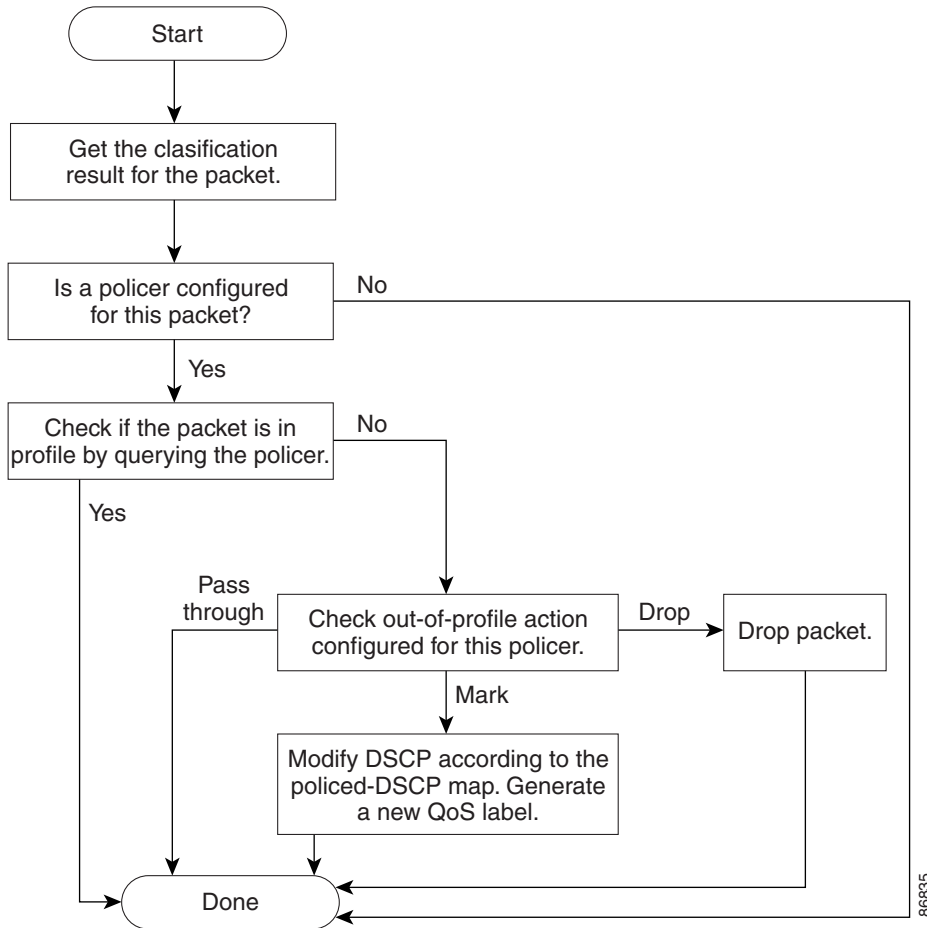 Start
Get the clasification
result for the packet.
Is a policer configured
for this packet?
No
Yes
Check if the packet is in
profile by querying the policer.
No
Yes
Pass
through
Check out-of-profile action
configured for this policer.
Drop
Drop packet.
Mark
Modify DSCP according to the
policed-DSCP map. Generate
a new QoS label.
Done
86835